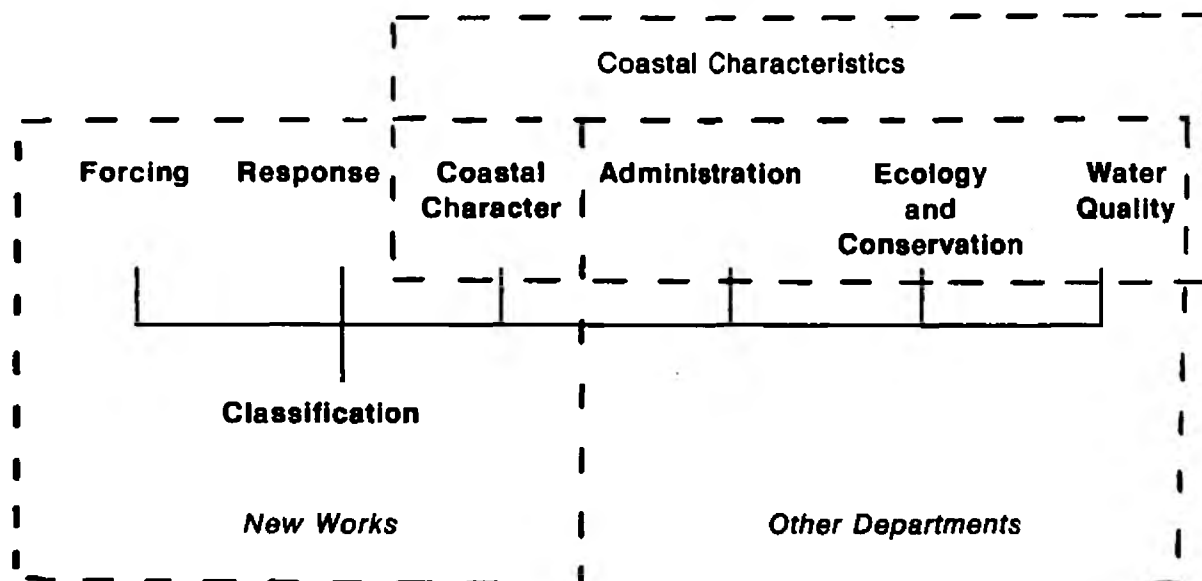 Coastal Characteristics
Forcing
Response
Coastal
Character
Administration
Ecology
and
Conservation
Water
Quality
Classification
New Works
Other Departments